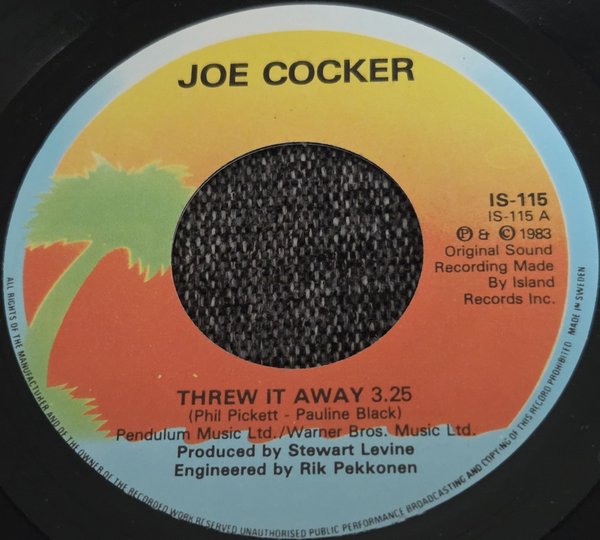 JOE COCKER
IS-115
IS-115 A
Ⓟ & © 1983
Original Sound
Recording Made
By Island
Records Inc.
THREW IT AWAY 3.25
(Phil Pickett - Pauline Black)
Pendulum Music Ltd./Warner Bros. Music Ltd.
Produced by Stewart Levine
Engineered by Rik Pekkonen
ALL RIGHTS OF THE MANUFACTURER AND OF THE OWNER OF THE RECORDED WORK RESERVED UNAUTHORISED PUBLIC PERFORMANCE BROADCASTING AND COPYING OF THIS RECORD PROHIBITED MADE IN SWEDEN